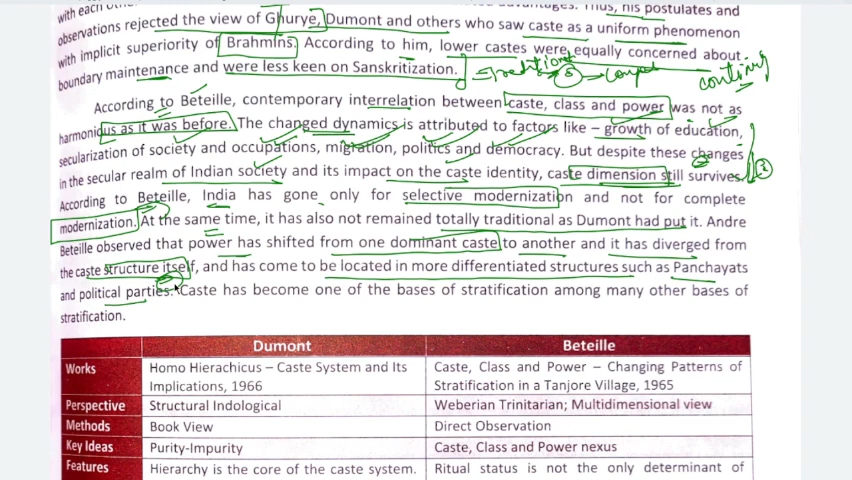 with each advantages. Thus, his postulates and
observations rejected the view of Ghurye, Dumont and others who saw caste as a uniform phenomenon
with implicit superiority of Brahmins. According to him, lower castes were equally concerned about
boundary maintenance and were less keen on Sanskritization.
According to Beteille, contemporary interrelation between caste, class and power was not as
harmonious as it was before. The changed dynamics is attributed to factors like – growth of education,
secularization of society and occupations, migration, politics and democracy. But despite these changes
in the secular realm of Indian society and its impact on the caste identity, caste dimension still survives.
According to Beteille, India has gone only for selective modernization and not for complete
modernization. At the same time, it has also not remained totally traditional as Dumont had put it. Andre
Beteille observed that power has shifted from one dominant caste to another and it has diverged from
the caste structure itself, and has come to be located in more differentiated structures such as Panchayats
and political parties. Caste has become one of the bases of stratification among many other bases of
stratification.
Dumont Beteille
Works Homo Hierachicus – Caste System and Its Caste, Class and Power – Changing Patterns of
Implications, 1966 Stratification in a Tanjore Village, 1965
Perspective Structural Indological Weberian Trinitarian; Multidimensional view
Methods Book View Direct Observation
Key Ideas Purity-Impurity Caste, Class and Power nexus
Features Hierarchy is the core of the caste system. Ritual status is not the only determinant of